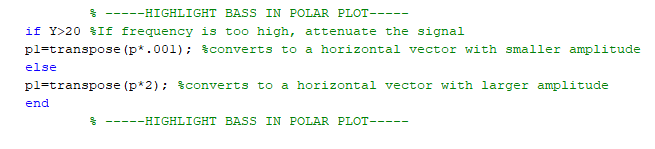 % -----HIGHLIGHT BASS IN POLAR PLOT-----
if Y>20 %If frequency is too high, attenuate the signal
p1=transpose(p*.001); %converts to a horizontal vector with smaller amplitude
else
p1=transpose(p*2); %converts to a horizontal vector with larger amplitude
end
% -----HIGHLIGHT BASS IN POLAR PLOT-----